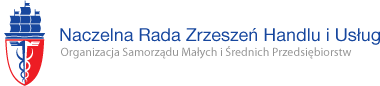 Naczelna Rada Zrzeszeń Handlu i Usług
Organizacja Samorządu Małych i Średnich Przedsiębiorstw